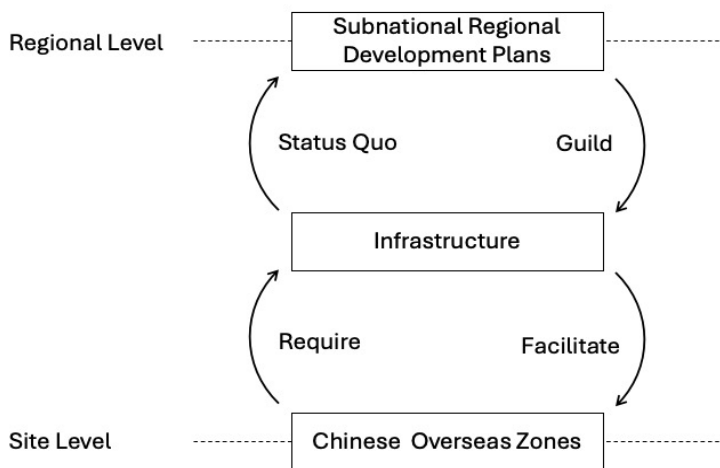 Regional Level
Subnational Regional
Development Plans
Status Quo
Guild
Infrastructure
Require
Facilitate
Site Level
Chinese Overseas Zones